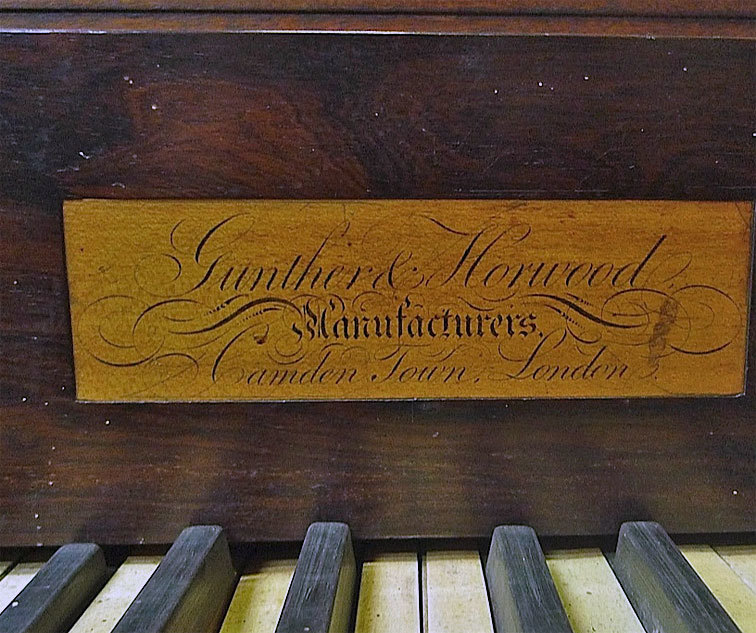 Gunther & Horwood
Manufacturers.
Camden Town, London.